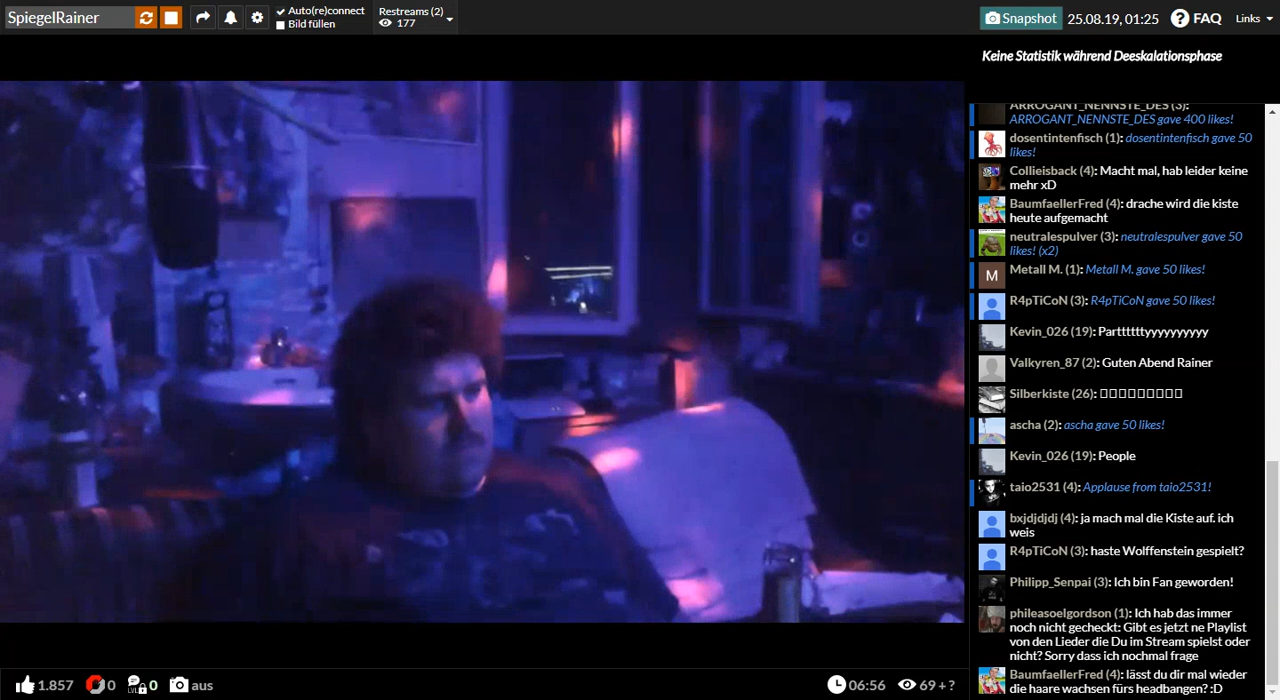 SpiegelRainer
Auto(re)connect
Bild füllen
Restreams (2)
177
Snapshot
25.08.19, 01:25
FAQ
Links
Keine Statistik während Deeskalationsphase
ARROGANT_NENNSTE_DES (3):
ARROGANT_NENNSTE_DES gave 400 likes!
dosentintenfisch (1): dosentintenfisch gave 50
likes!
Collieisback (4): Macht mal, hab leider keine
mehr xD
BaumfaellerFred (4): drache wird die kiste
heute aufgemacht
neutralespulver (3): neutralespulver gave 50
likes! (x2)
M
Metall M. (1): Metall M. gave 50 likes!
R4pTiCoN (3): R4pTiCoN gave 50 likes!
Kevin_026 (19): Parttttttyyyyyyyyyy
Valkyren_87 (2): Guten Abend Rainer
Silberkiste (26): ▯▯▯▯▯▯▯▯▯
ascha (2): ascha gave 50 likes!
Kevin_026 (19): People
taio2531 (4): Applause from taio2531!
bxjdjdjdj (4): ja mach mal die Kiste auf. ich
weis
R4pTiCoN (3): haste Wolffenstein gespielt?
Philipp_Senpai (3): Ich bin Fan geworden!
phileasoelgordson (1): Ich hab das immer
noch nicht gecheckt: Gibt es jetzt ne Playlist
von den Lieder die Du im Stream spielst oder
nicht? Sorry dass ich nochmal frage
BaumfaellerFred (4): lässt du dir mal wieder
die haare wachsen fürs headbangen? :D
1.857
0
LVL
0
aus
06:56
69 + ?